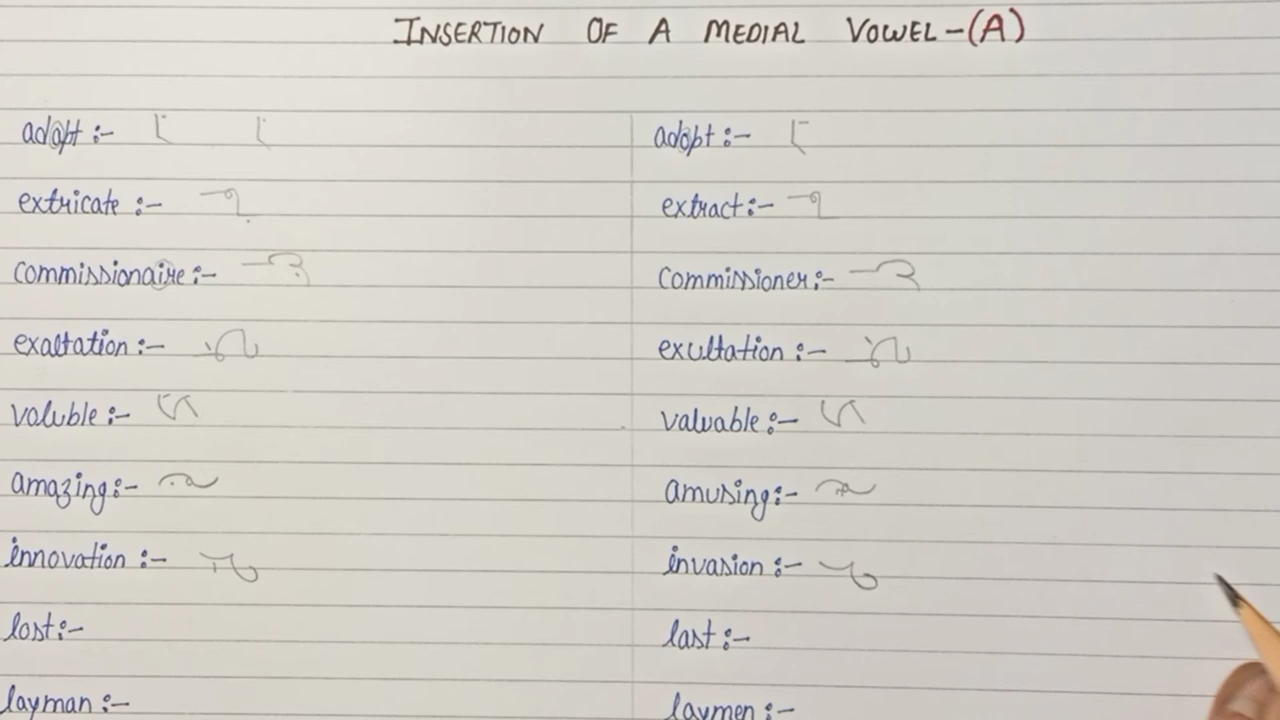 INSERTION OF A MEDIAL VOWEL-(A)
adapt :-
adopt :-
extricate :-
extract :-
commissionaire :-
commissioner :-
exaltation :-
exultation :-
voluble :-
valuable :-
amazing :-
amusing :-
innovation :-
invasion :-
lost :-
last :-
layman :-
laymen :-